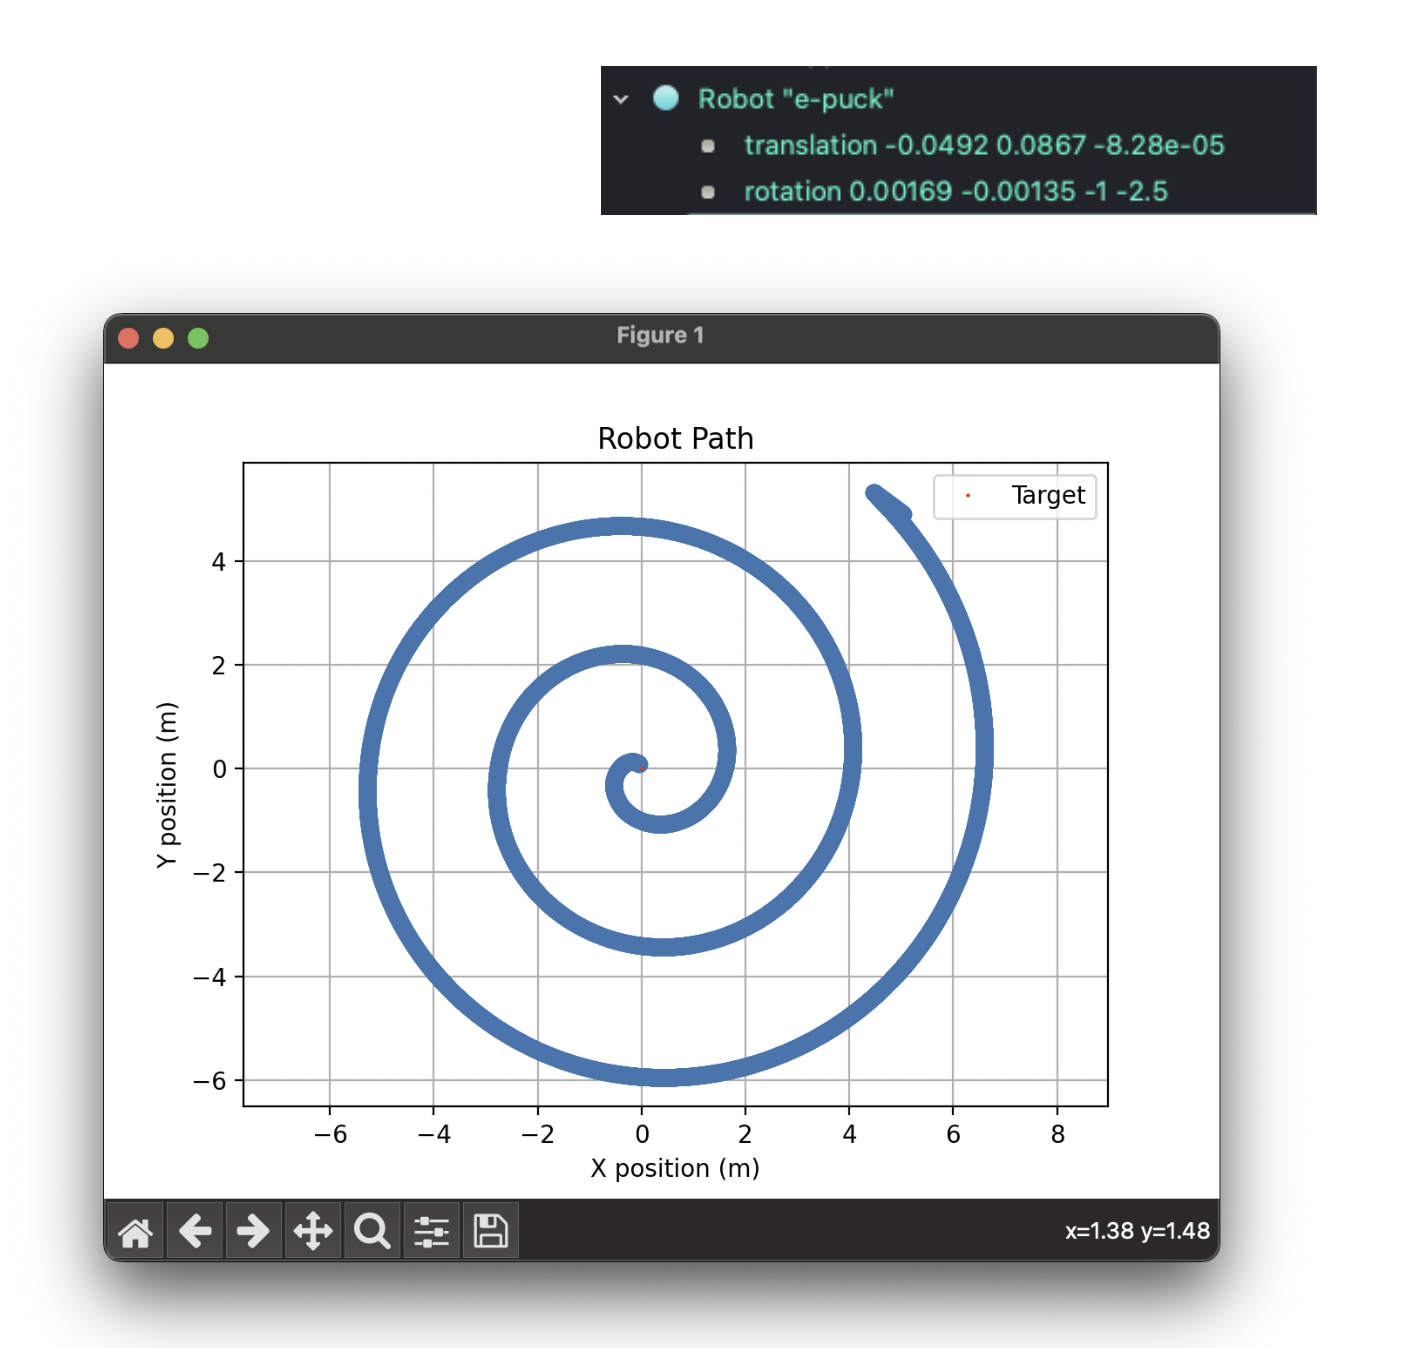 Robot "e-puck"
translation -0.0492 0.0867 -8.28e-05
rotation 0.00169 -0.00135 -1 -2.5
Figure 1
Robot Path
Target
4
2
0
−2
−4
−6
Y position (m)
−6 −4 −2 0 2 4 6 8
X position (m)
x=1.38 y=1.48